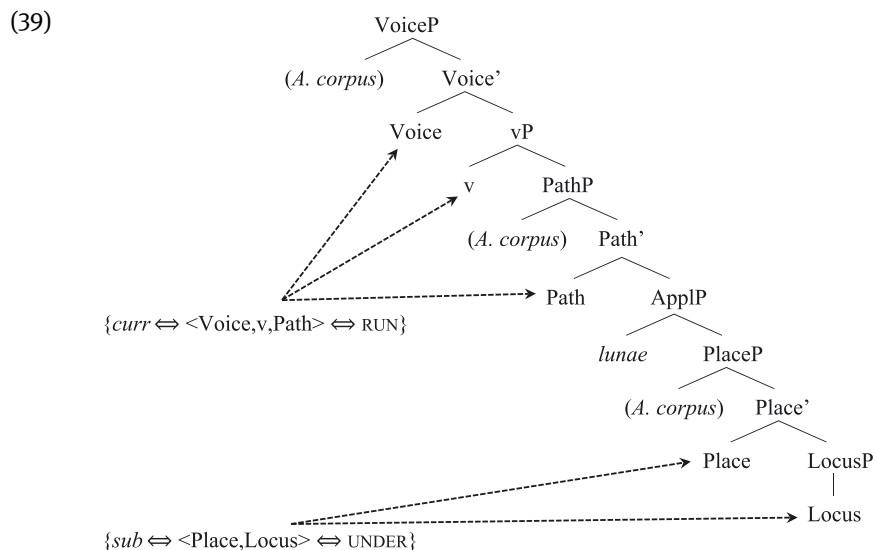 (39)
VoiceP
(A. corpus) Voice’
Voice vP
v PathP
(A. corpus) Path’
Path ApplP
{curr ⇔ <Voice,v,Path> ⇔ RUN}
lunae PlaceP
(A. corpus) Place’
Place LocusP
Locus
{sub ⇔ <Place,Locus> ⇔ UNDER}